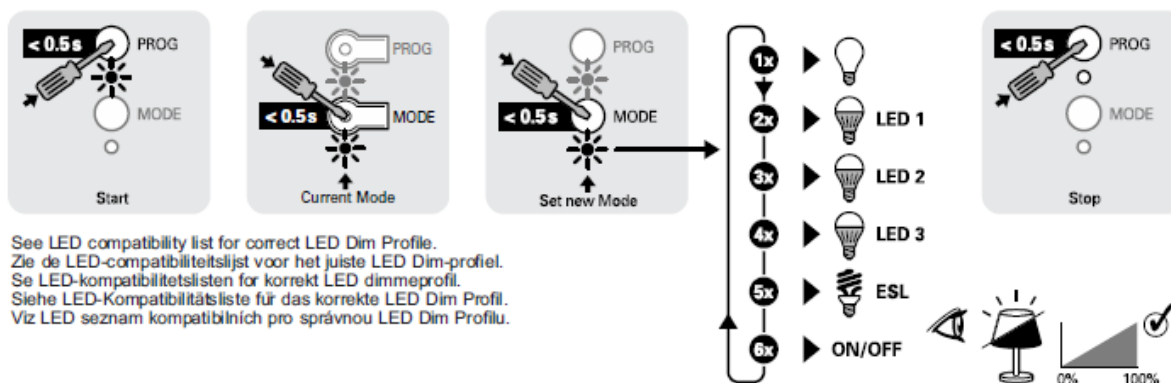 < 0.5s PROG
MODE
Start
PROG
< 0.5s MODE
Current Mode
PROG
< 0.5s MODE
Set new Mode
1x
2x LED 1
3x LED 2
4x LED 3
5x ESL
6x ON/OFF
< 0.5s PROG
MODE
Stop
0% 100%
See LED compatibility list for correct LED Dim Profile.
Zie de LED-compatibiliteitslijst voor het juiste LED Dim-profiel.
Se LED-kompatibilitetslisten for korrekt LED dimmeprofil.
Siehe LED-Kompatibilitätsliste für das korrekte LED Dim Profil.
Viz LED seznam kompatibilních pro správnou LED Dim Profilu.